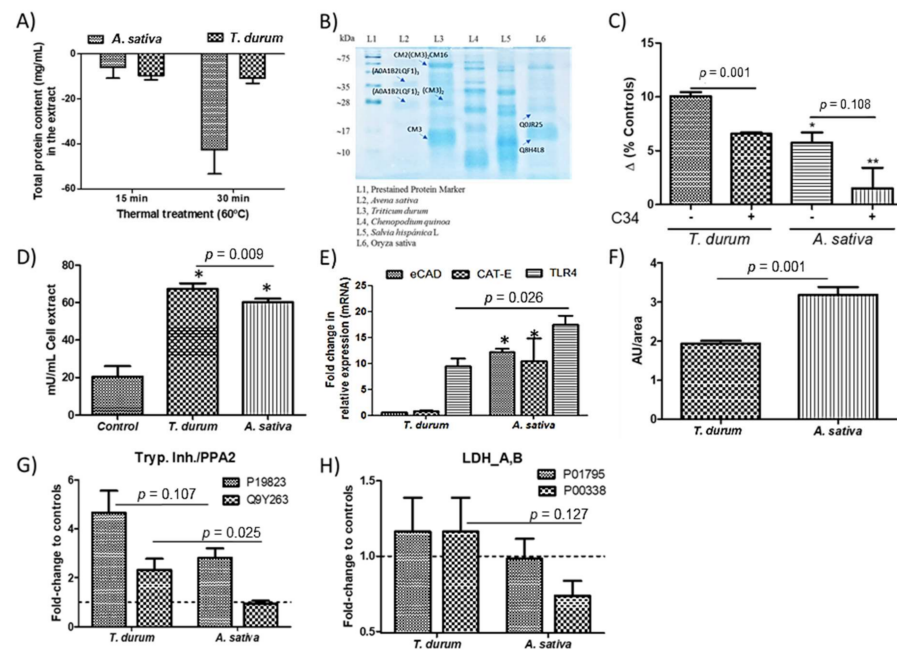 A)
A. sativa
T. durum
Total protein content (mg/mL)
in the extract
0
-20
-40
-60
15 min
30 min
Thermal treatment (60°C)
B)
kDa
L1
L2
L3
L4
L5
L6
~75
~35
~28
~17
~10
CM2(CM3)2CM16
(A0A1B2LQF1)3
(A0A1B2LQF1)2
(CM3)2
CM3
Q0JR25
Q8H4L8
L1, Prestained Protein Marker
L2, Avena sativa
L3, Triticum durum
L4, Chenopodium quinoa
L5, Salvia hispánica L
L6, Oryza sativa
C)
Δ (% Controls)
15
10
5
0
p = 0.001
p = 0.108
*
**
C34
-
+
-
+
T. durum
A. sativa
D)
mU/mL Cell extract
80
60
40
20
0
p = 0.009
*
*
Control
T. durum
A. sativa
E)
eCAD
CAT-E
TLR4
Fold change in
relative expression (mRNA)
25
20
15
10
5
0
p = 0.026
*
*
T. durum
A. sativa
F)
AU/area
4
3
2
1
0
p = 0.001
T. durum
A. sativa
G)
Tryp. Inh./PPA2
P19823
Q9Y263
Fold-change to controls
6
4
2
0
p = 0.107
p = 0.025
T. durum
A. sativa
H)
LDH_A,B
P01795
P00338
Fold-change to controls
1.5
1.0
0.5
p = 0.127
T. durum
A. sativa